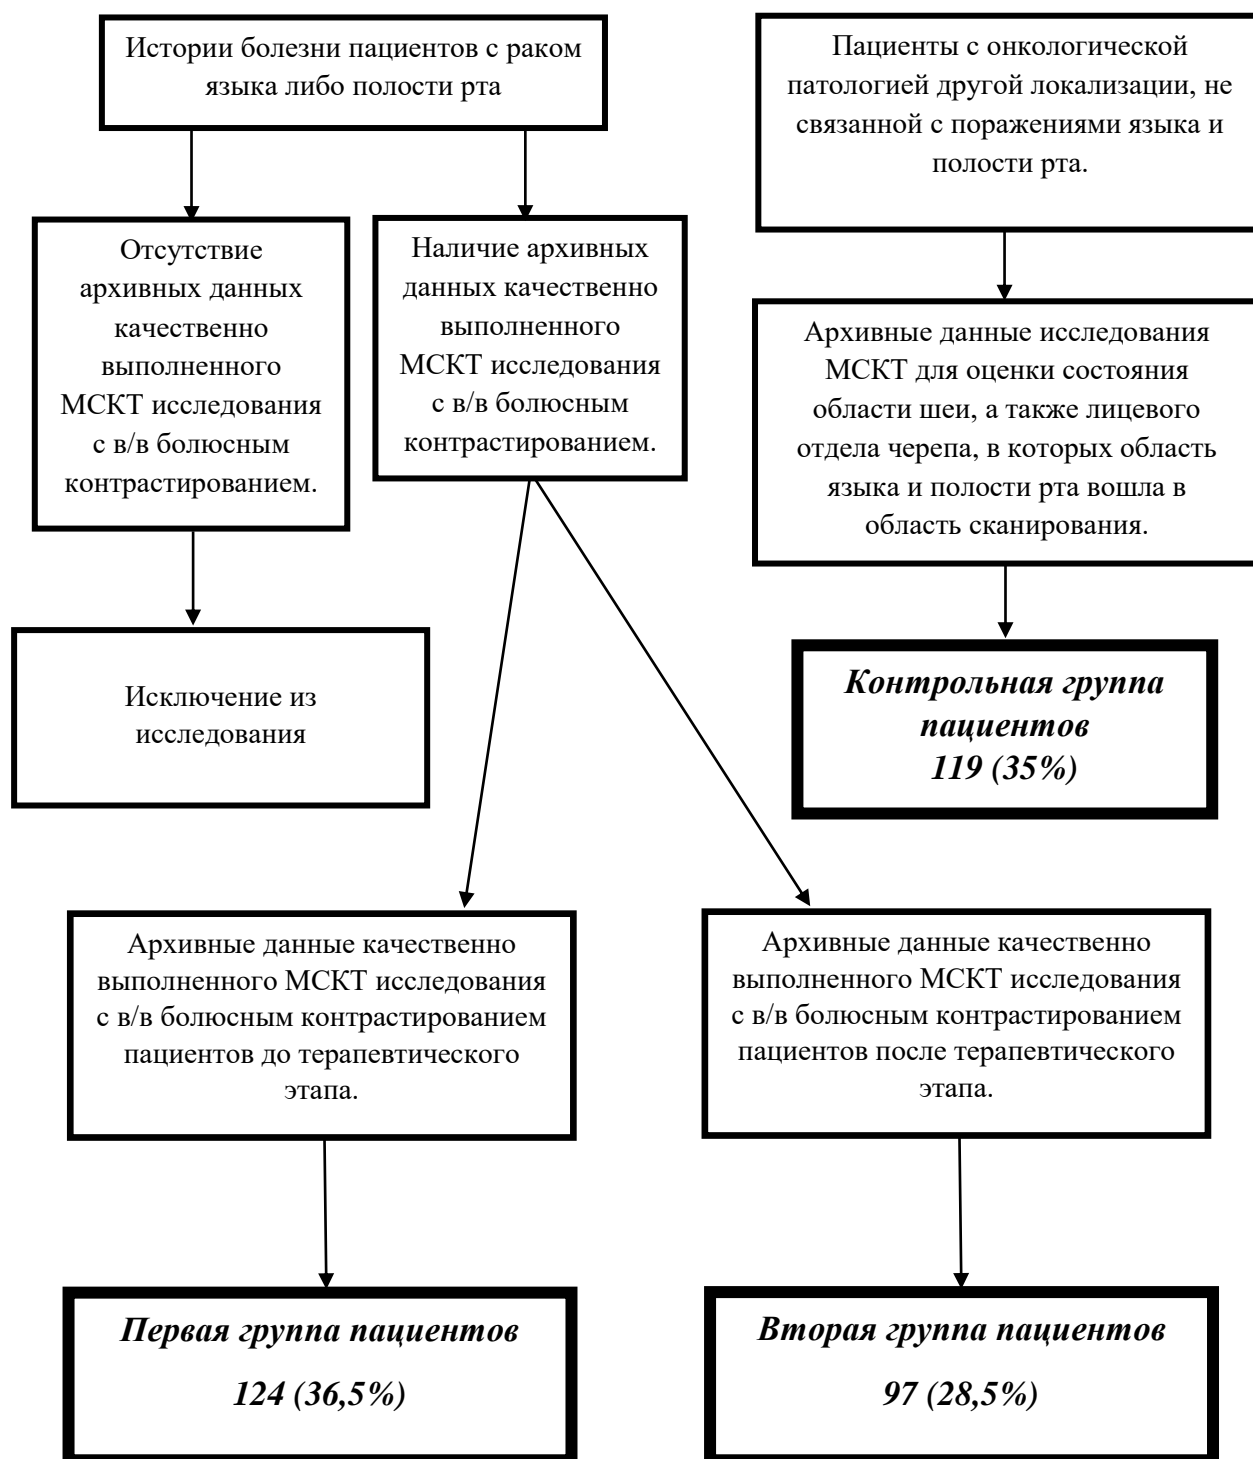 Истории болезни пациентов с раком
языка либо полости рта
Пациенты с онкологической
патологией другой локализации, не
связанной с поражениями языка и
полости рта.
Отсутствие
архивных данных
качественно
выполненного
МСКТ исследования
с в/в болюсным
контрастированием.
Наличие архивных
данных качественно
выполненного
МСКТ исследования
с в/в болюсным
контрастированием.
Архивные данные исследования
МСКТ для оценки состояния
области шеи, а также лицевого
отдела черепа, в которых область
языка и полости рта вошла в
область сканирования.
Исключение из
исследования
Контрольная группа
пациентов
119 (35%)
Архивные данные качественно
выполненного МСКТ исследования
с в/в болюсным контрастированием
пациентов до терапевтического
этапа.
Архивные данные качественно
выполненного МСКТ исследования
с в/в болюсным контрастированием
пациентов после терапевтического
этапа.
Первая группа пациентов
124 (36,5%)
Вторая группа пациентов
97 (28,5%)